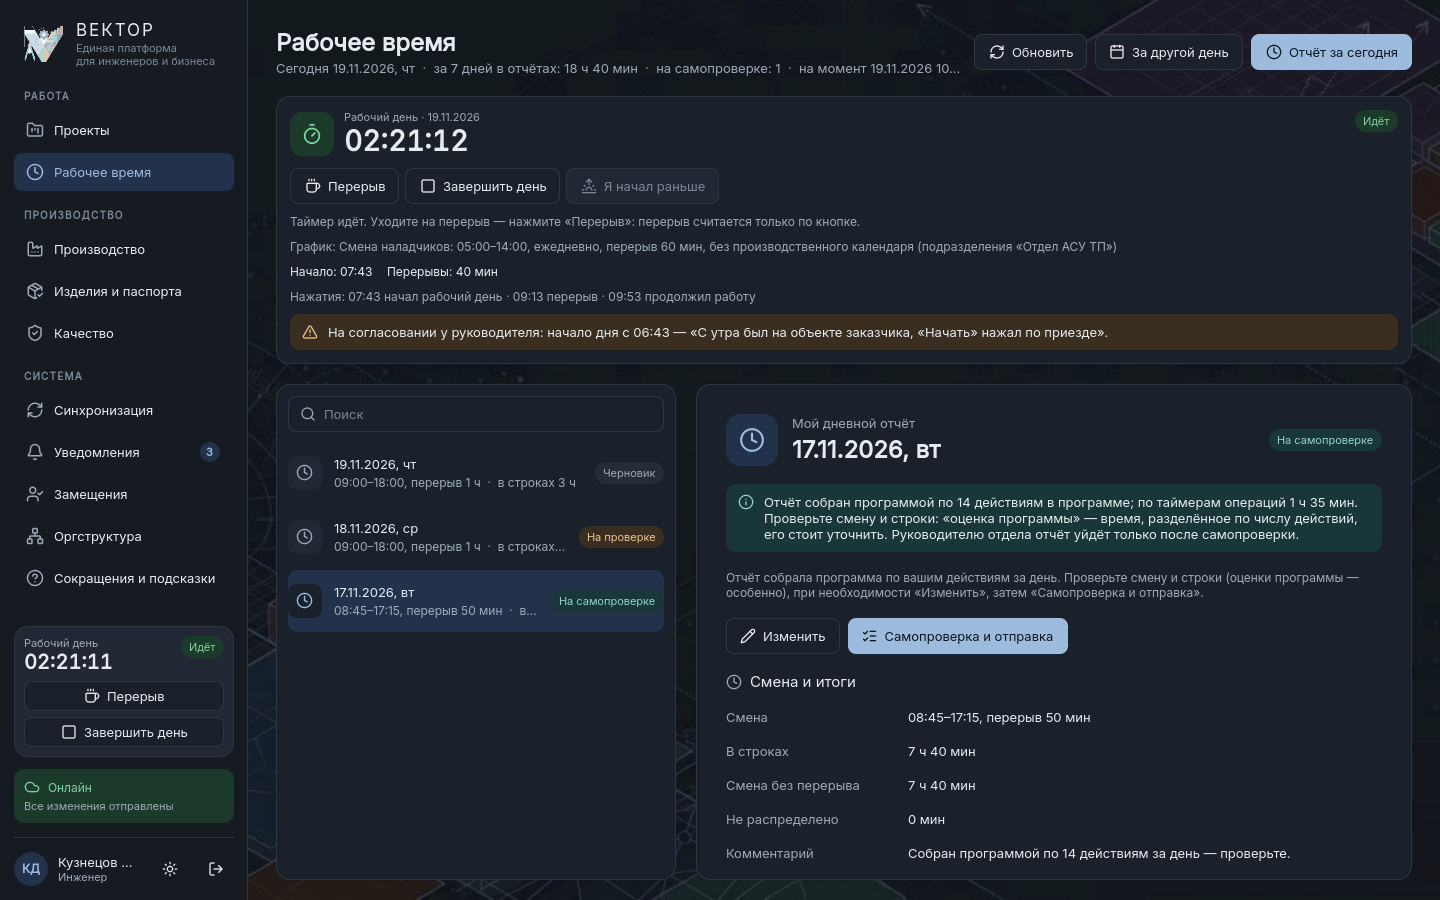 ВЕКТОР
Единая платформа
для инженеров и бизнеса
РАБОТА
Проекты
Рабочее время
ПРОИЗВОДСТВО
Производство
Изделия и паспорта
Качество
СИСТЕМА
Синхронизация
Уведомления 3
Замещения
Оргструктура
Сокращения и подсказки
Рабочий день Идёт
02:21:11
Перерыв
Завершить день
Онлайн
Все изменения отправлены
КД Кузнецов ...
Инженер
Рабочее время
Сегодня 19.11.2026, чт · за 7 дней в отчётах: 18 ч 40 мин · на самопроверке: 1 · на момент 19.11.2026 10...
Обновить За другой день Отчёт за сегодня
Рабочий день · 19.11.2026 Идёт
02:21:12
Перерыв Завершить день Я начал раньше
Таймер идёт. Уходите на перерыв — нажмите «Перерыв»: перерыв считается только по кнопке.
График: Смена наладчиков: 05:00–14:00, ежедневно, перерыв 60 мин, без производственного календаря (подразделения «Отдел АСУ ТП»)
Начало: 07:43 Перерывы: 40 мин
Нажатия: 07:43 начал рабочий день · 09:13 перерыв · 09:53 продолжил работу
На согласовании у руководителя: начало дня с 06:43 — «С утра был на объекте заказчика, «Начать» нажал по приезде».
Поиск
19.11.2026, чт
09:00–18:00, перерыв 1 ч · в строках 3 ч Черновик
18.11.2026, ср
09:00–18:00, перерыв 1 ч · в строках... На проверке
17.11.2026, вт
08:45–17:15, перерыв 50 мин · в... На самопроверке
Мой дневной отчёт
17.11.2026, вт На самопроверке
Отчёт собран программой по 14 действиям в программе; по таймерам операций 1 ч 35 мин.
Проверьте смену и строки: «оценка программы» — время, разделённое по числу действий,
его стоит уточнить. Руководителю отдела отчёт уйдёт только после самопроверки.
Отчёт собрала программа по вашим действиям за день. Проверьте смену и строки (оценки программы —
особенно), при необходимости «Изменить», затем «Самопроверка и отправка».
Изменить Самопроверка и отправка
Смена и итоги
Смена 08:45–17:15, перерыв 50 мин
В строках 7 ч 40 мин
Смена без перерыва 7 ч 40 мин
Не распределено 0 мин
Комментарий Собран программой по 14 действиям за день — проверьте.